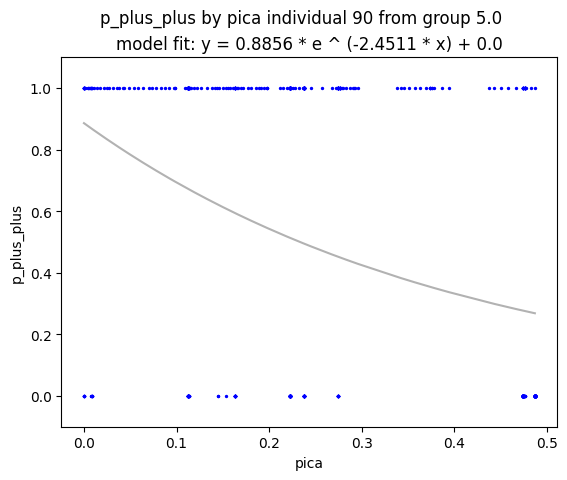 p_plus_plus by pica individual 90 from group 5.0
model fit: y = 0.8856 * e ^ (-2.4511 * x) + 0.0
1.0
0.8
0.6
0.4
0.2
0.0
p_plus_plus
0.0 0.1 0.2 0.3 0.4 0.5
pica